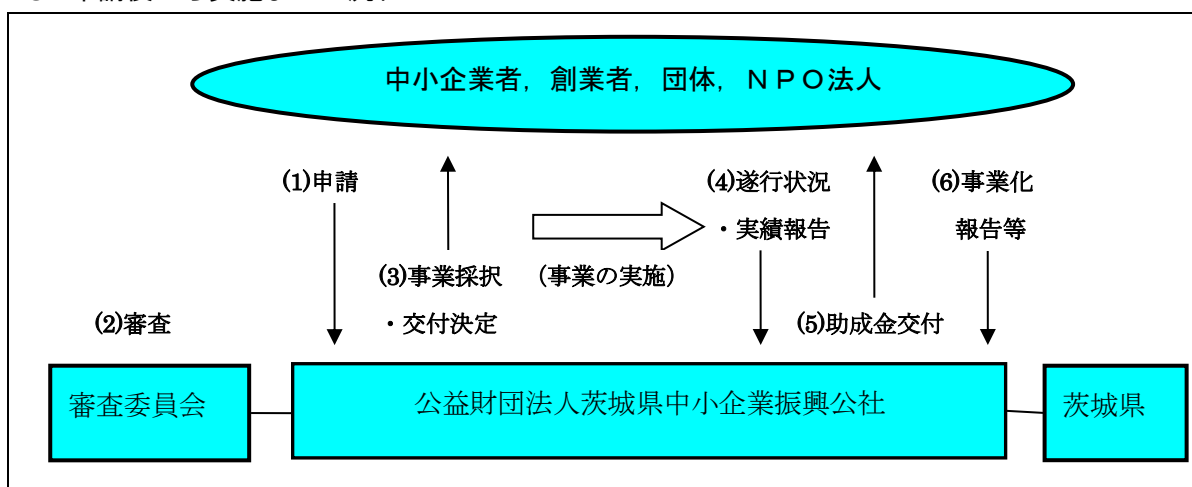 中小企業者，創業者，団体，ＮＰＯ法人
(1)申請
(4)遂行状況
・実績報告
(6)事業化
報告等
(3)事業採択
・交付決定
(事業の実施)
(2)審査
(5)助成金交付
審査委員会
公益財団法人茨城県中小企業振興公社
茨城県